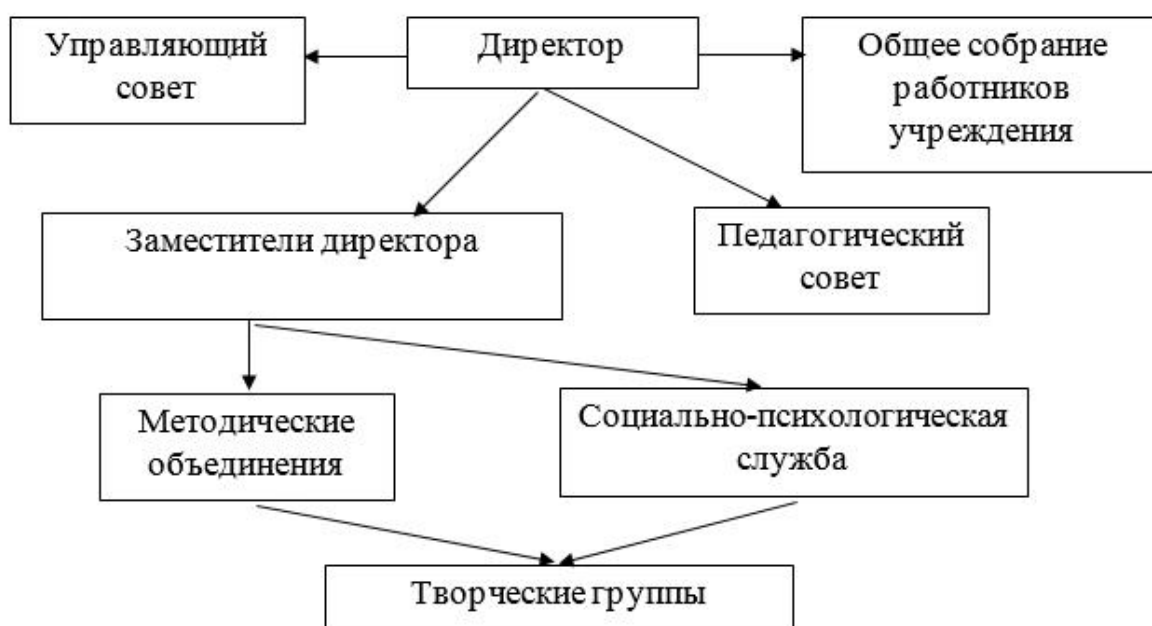 Управляющий
совет
Директор
Общее собрание
работников
учреждения
Заместители директора
Педагогический
совет
Методические
объединения
Социально-психологическая
служба
Творческие группы